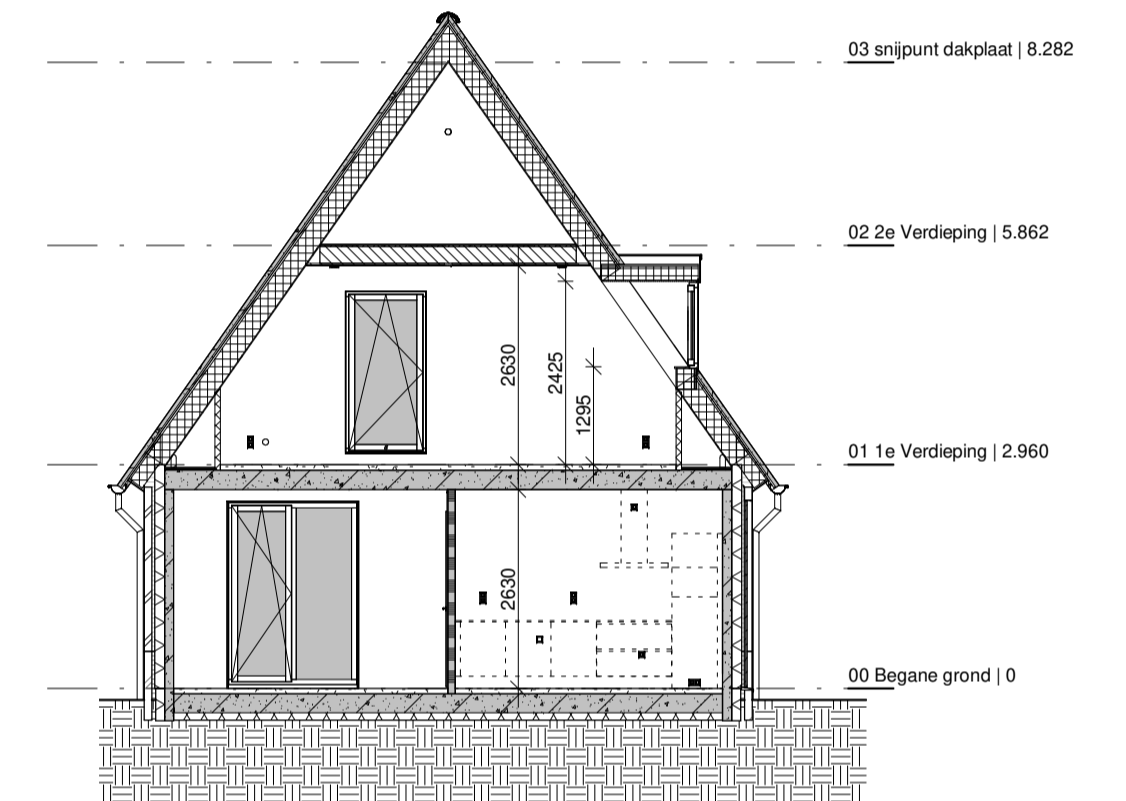 03 snijpunt dakplaat | 8.282
02 2e Verdieping | 5.862
2630
2425
1295
01 1e Verdieping | 2.960
2630
00 Begane grond | 0